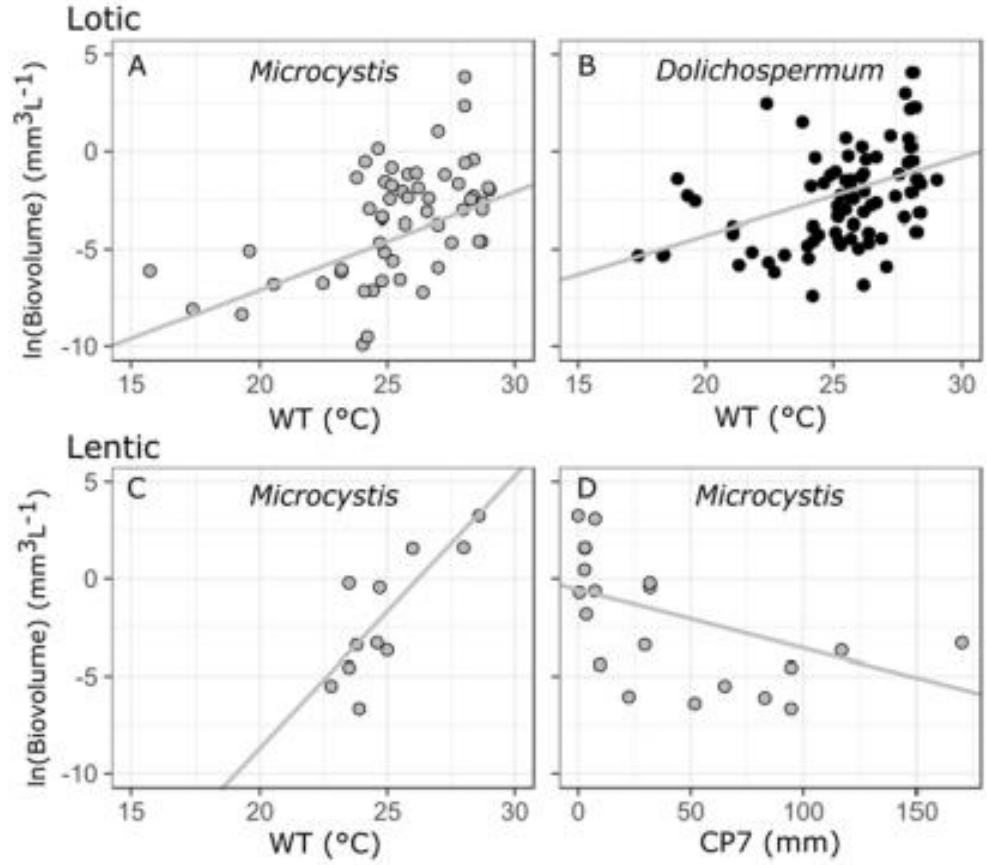 Lotic
A Microcystis
B Dolichospermum
ln(Biovolume) (mm³L⁻¹)
5
0
-5
-10
15 20 25 30
15 20 25 30
WT (°C)
WT (°C)
Lentic
C Microcystis
D Microcystis
ln(Biovolume) (mm³L⁻¹)
5
0
-5
-10
15 20 25 30
0 50 100 150
WT (°C)
CP7 (mm)